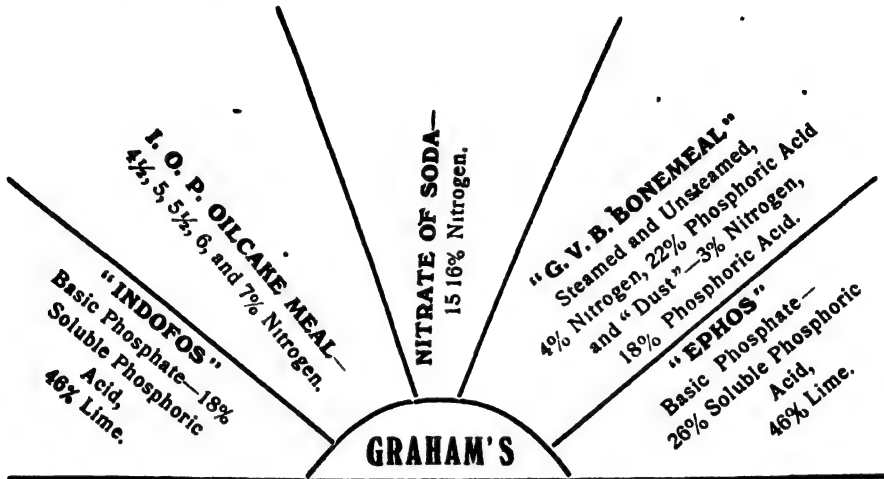 "INDOFOS"
Basic Phosphate—18%
Soluble Phosphoric
Acid,
46% Lime.
I. O. P. OILCAKE MEAL—
4½, 5, 5½, 6, and 7% Nitrogen.
NITRATE OF SODA—
15 16% Nitrogen.
"G. V. B. BONEMEAL"
Steamed and Unsteamed,
4% Nitrogen, 22% Phosphoric Acid
and "Dust"—3% Nitrogen,
18% Phosphoric Acid.
"EPHOS"
Basic Phosphate—
26% Soluble Phosphoric
Acid,
46% Lime.
GRAHAM'S